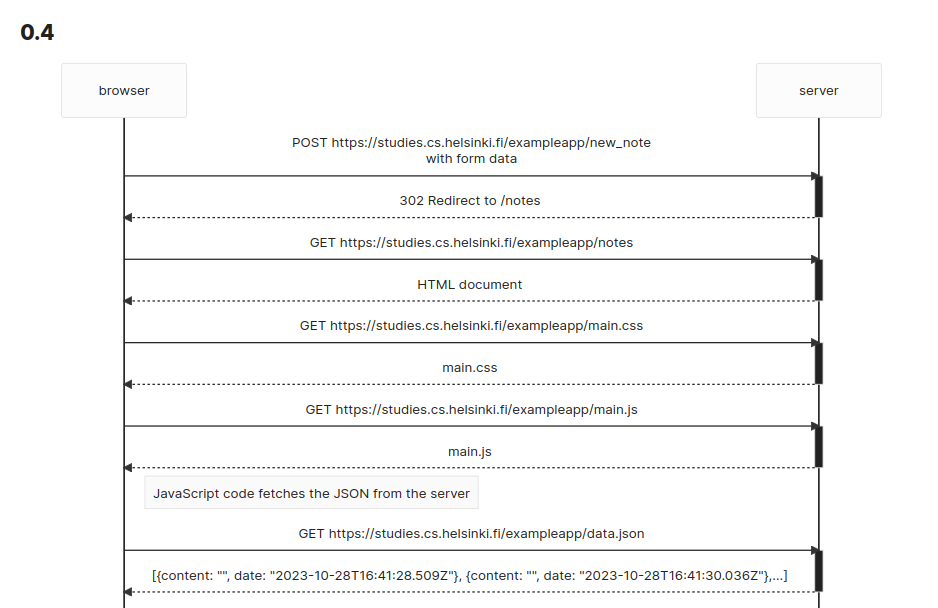 0.4
browser
server
POST https://studies.cs.helsinki.fi/exampleapp/new_note
with form data
302 Redirect to /notes
GET https://studies.cs.helsinki.fi/exampleapp/notes
HTML document
GET https://studies.cs.helsinki.fi/exampleapp/main.css
main.css
GET https://studies.cs.helsinki.fi/exampleapp/main.js
main.js
JavaScript code fetches the JSON from the server
GET https://studies.cs.helsinki.fi/exampleapp/data.json
[{content: "", date: "2023-10-28T16:41:28.509Z"}, {content: "", date: "2023-10-28T16:41:30.036Z"},...]